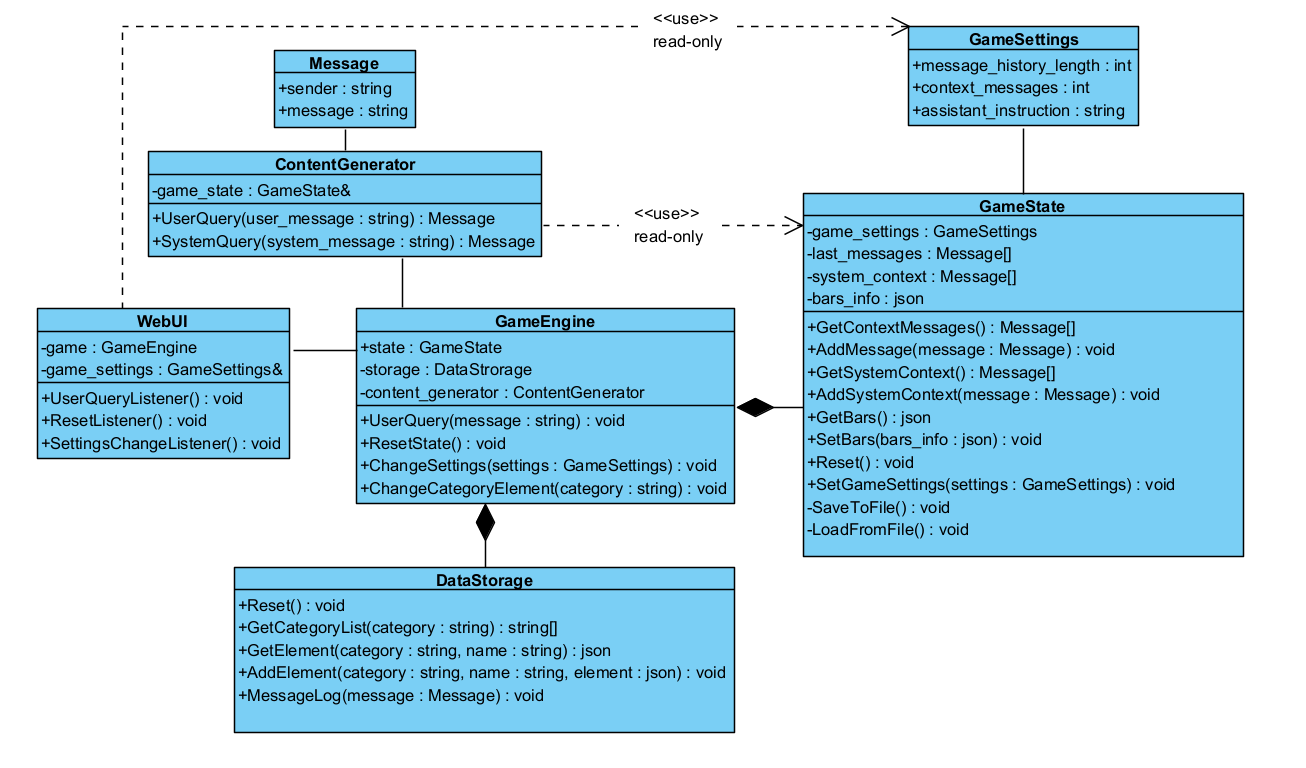 <<use>>
read-only
Message
+sender : string
+message : string
GameSettings
+message_history_length : int
+context_messages : int
+assistant_instruction : string
ContentGenerator
-game_state : GameState&
+UserQuery(user_message : string) : Message
+SystemQuery(system_message : string) : Message
<<use>>
read-only
GameState
-game_settings : GameSettings
-last_messages : Message[]
-system_context : Message[]
-bars_info : json
+GetContextMessages() : Message[]
+AddMessage(message : Message) : void
+GetSystemContext() : Message[]
+AddSystemContext(message : Message) : void
+GetBars() : json
+SetBars(bars_info : json) : void
+Reset() : void
+SetGameSettings(settings : GameSettings) : void
-SaveToFile() : void
-LoadFromFile() : void
WebUI
-game : GameEngine
-game_settings : GameSettings&
+UserQueryListener() : void
+ResetListener() : void
+SettingsChangeListener() : void
GameEngine
+state : GameState
-storage : DataStrorage
-content_generator : ContentGenerator
+UserQuery(message : string) : void
+ResetState() : void
+ChangeSettings(settings : GameSettings) : void
+ChangeCategoryElement(category : string) : void
DataStorage
+Reset() : void
+GetCategoryList(category : string) : string[]
+GetElement(category : string, name : string) : json
+AddElement(category : string, name : string, element : json) : void
+MessageLog(message : Message) : void